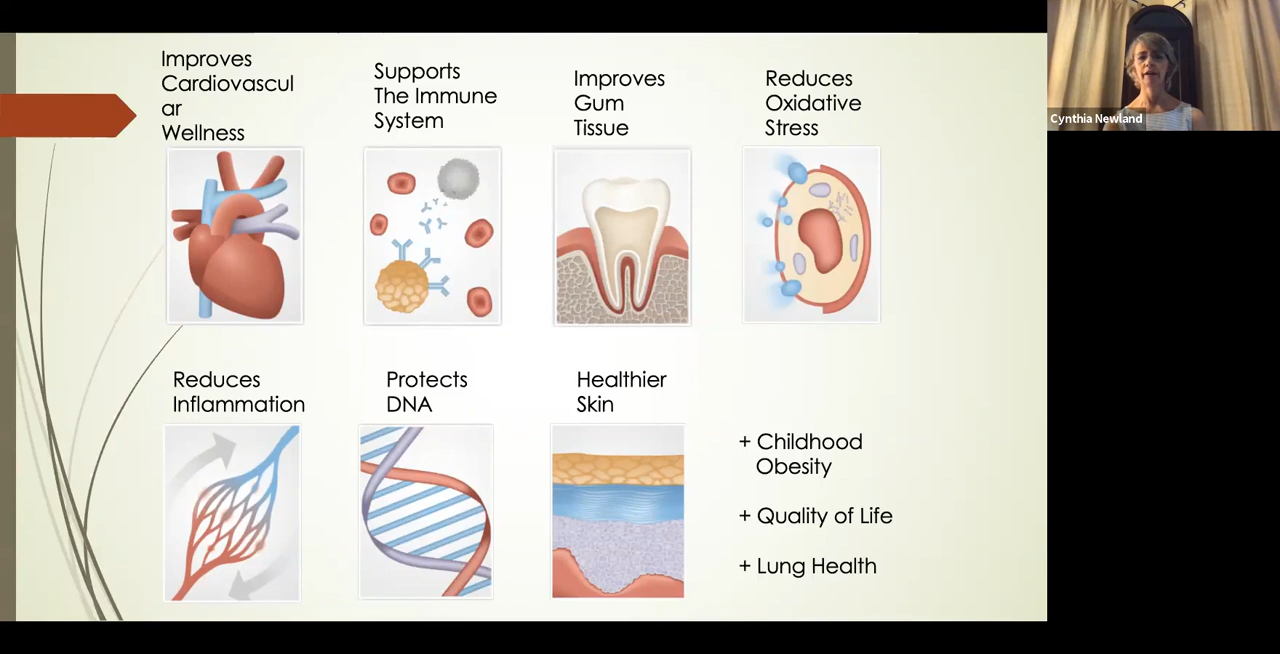 Improves
Cardiovascul
ar
Wellness
Supports
The Immune
System
Improves
Gum
Tissue
Reduces
Oxidative
Stress
Cynthia Newland
Reduces
Inflammation
Protects
DNA
Healthier
Skin
+ Childhood
Obesity
+ Quality of Life
+ Lung Health